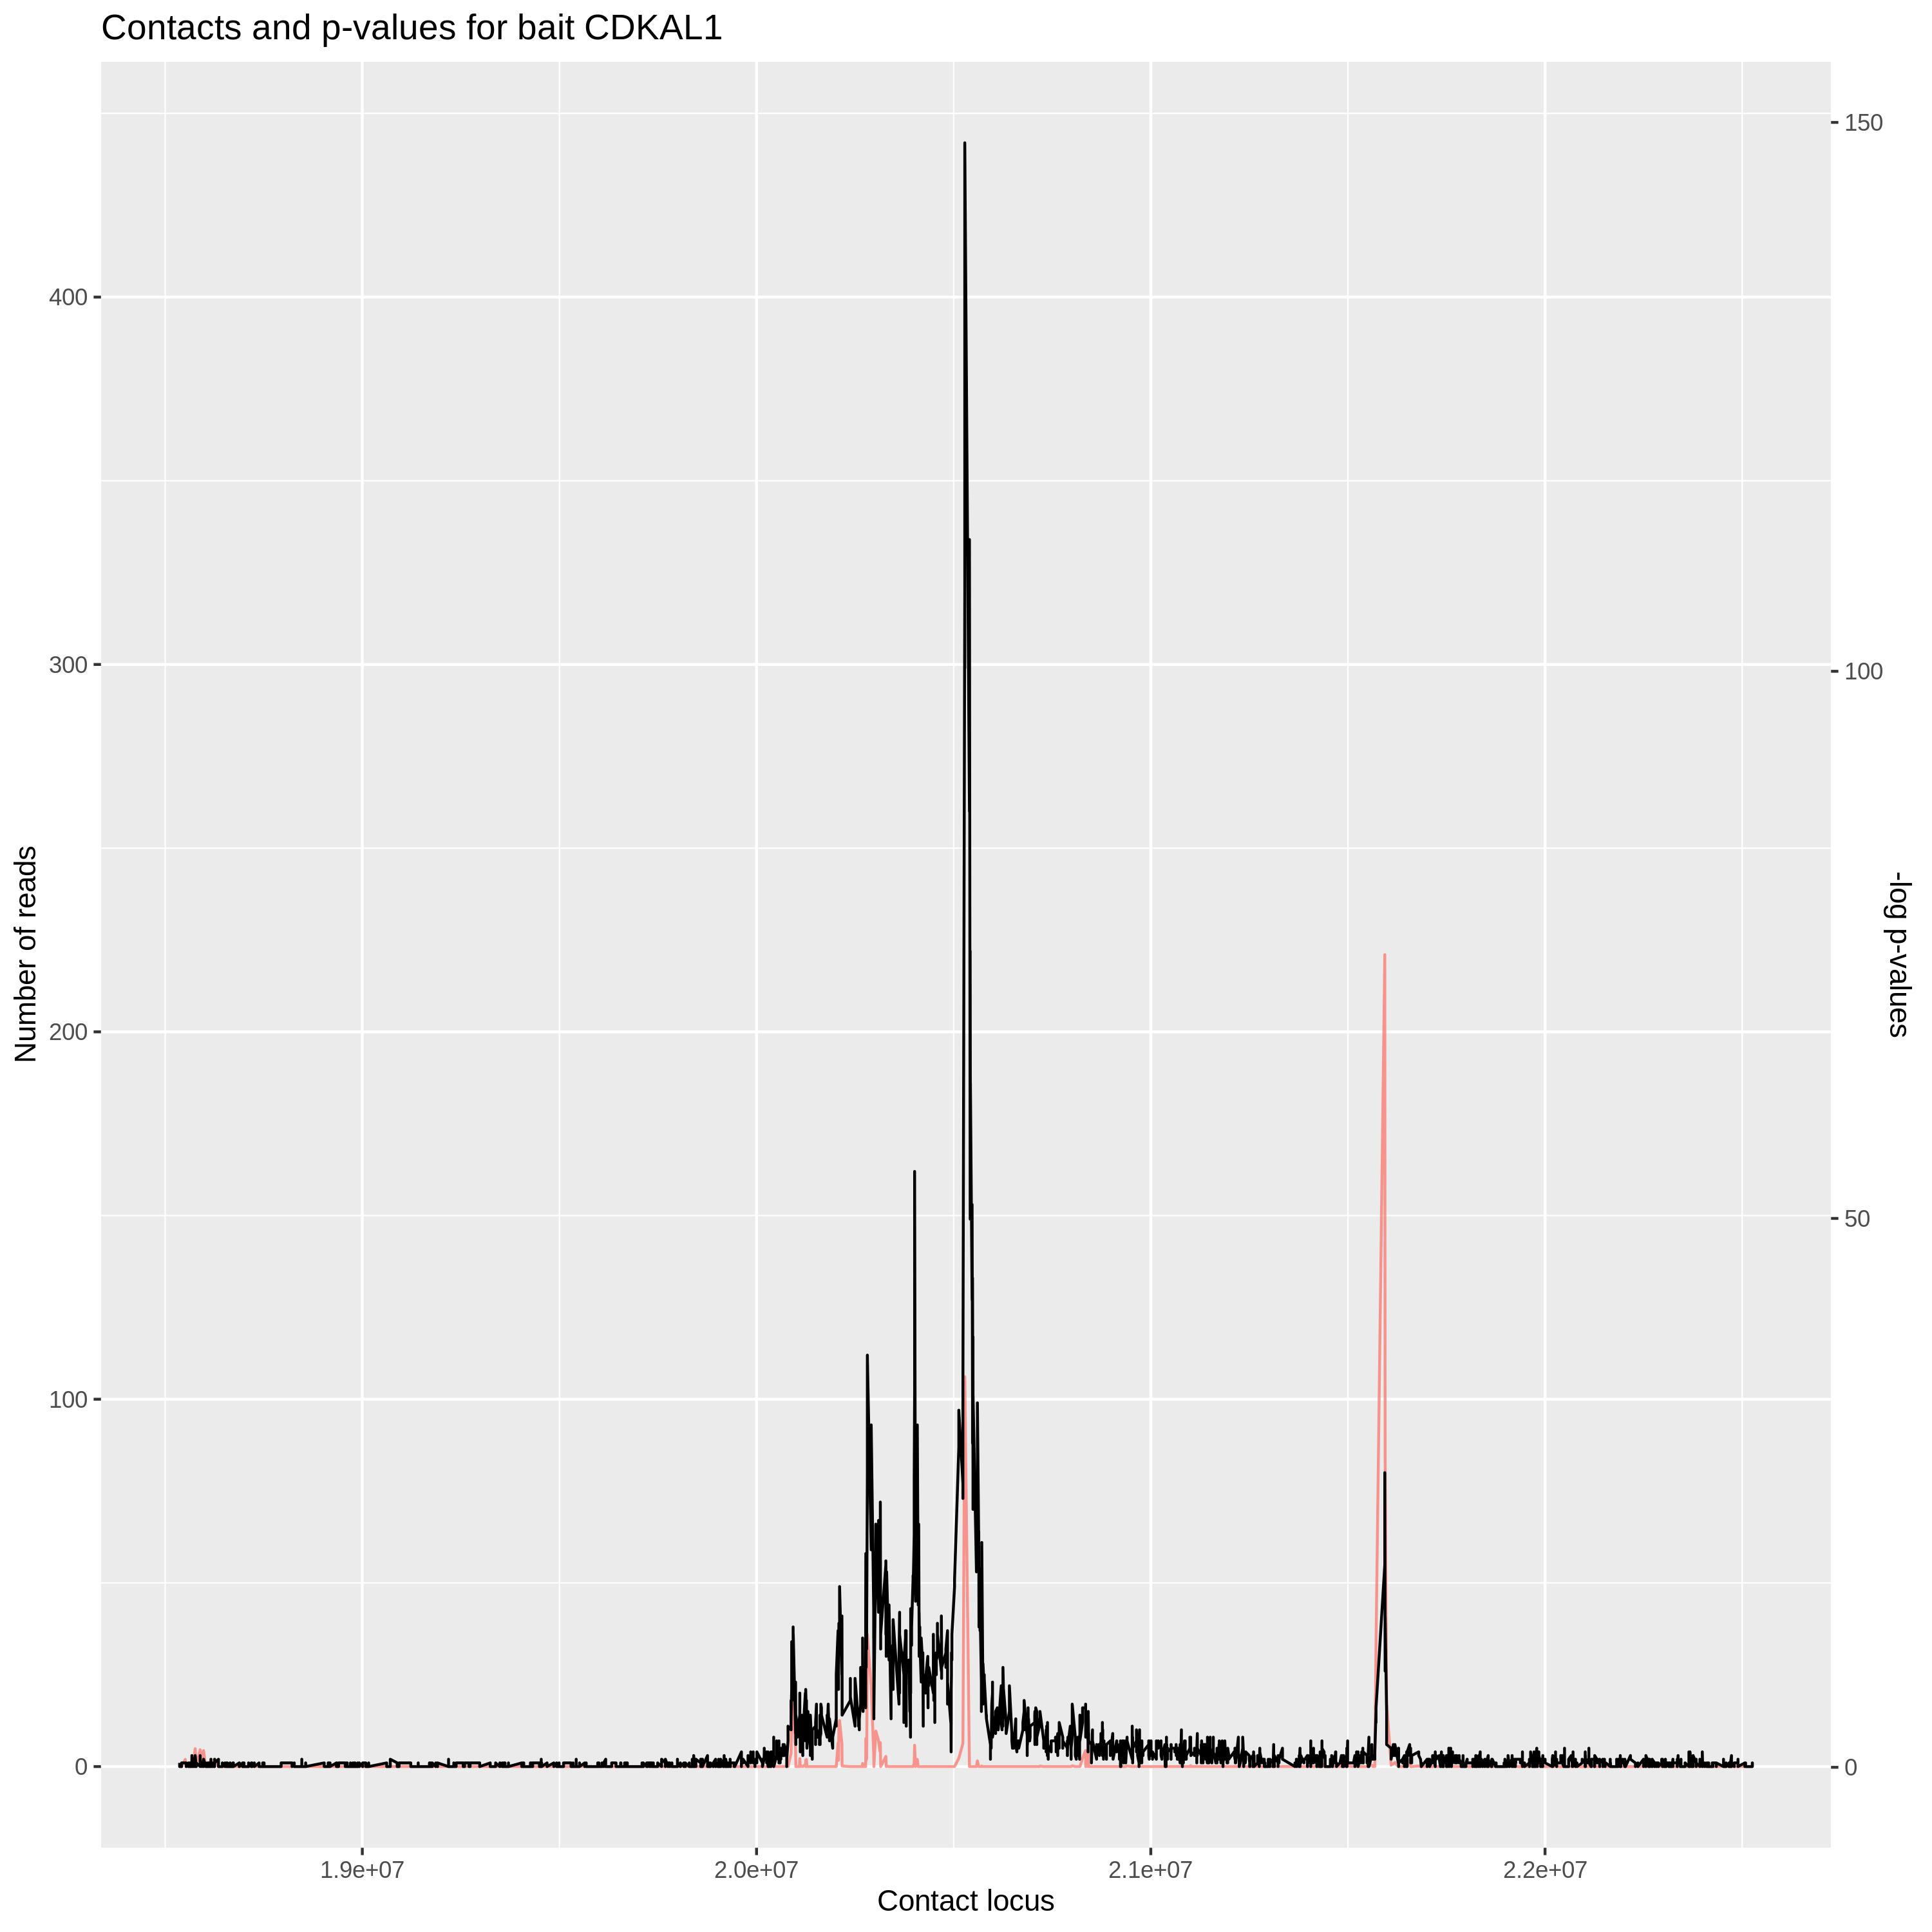 Contacts and p-values for bait CDKAL1
Number of reads
400
300
200
100
0
150
100
50
0
-log p-values
1.9e+07
2.0e+07
2.1e+07
2.2e+07
Contact locus